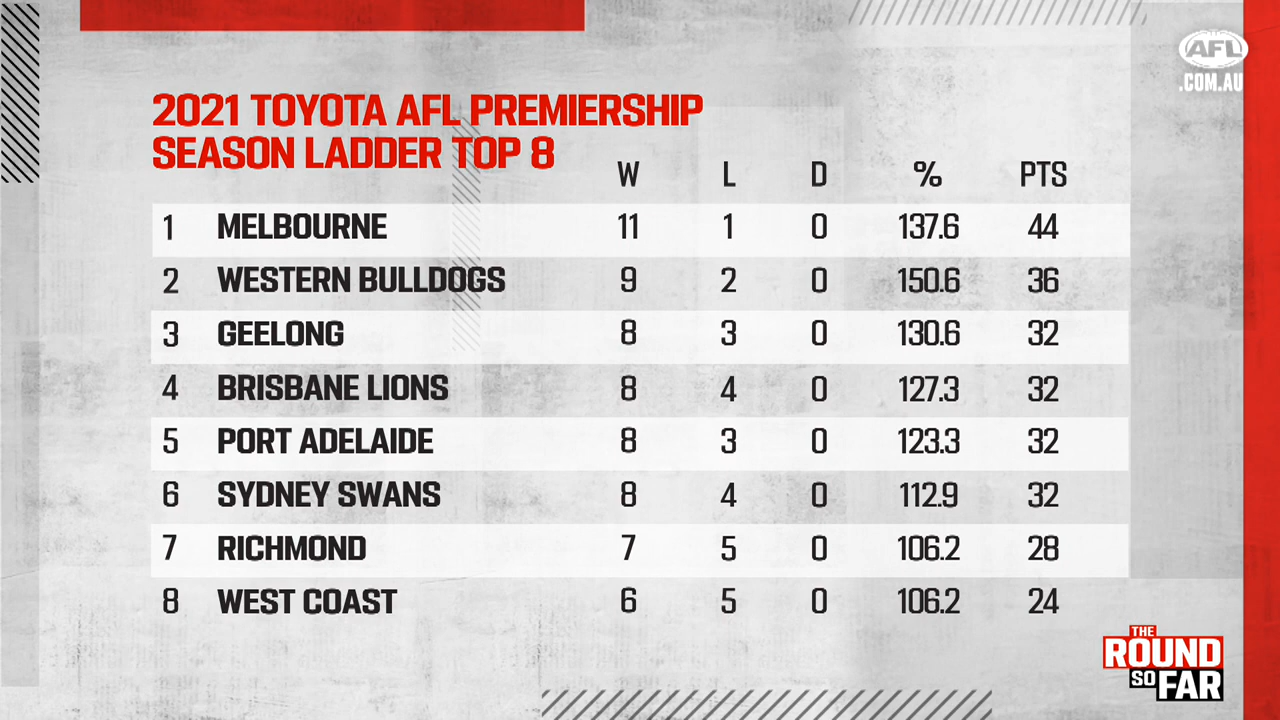 AFL
.COM.AU
2021 TOYOTA AFL PREMIERSHIP
SEASON LADDER TOP 8
W L D % PTS
1 MELBOURNE 11 1 0 137.6 44
2 WESTERN BULLDOGS 9 2 0 150.6 36
3 GEELONG 8 3 0 130.6 32
4 BRISBANE LIONS 8 4 0 127.3 32
5 PORT ADELAIDE 8 3 0 123.3 32
6 SYDNEY SWANS 8 4 0 112.9 32
7 RICHMOND 7 5 0 106.2 28
8 WEST COAST 6 5 0 106.2 24
THE
ROUND
SO FAR